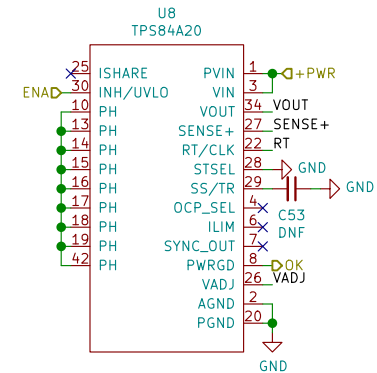 U8
TPS84A20
25 ISHARE PVIN 1 +PWR
ENA 30 INH/UVLO VIN 3
10 PH VOUT 34 VOUT
13 PH SENSE+ 27 SENSE+
14 PH RT/CLK 22 RT
15 PH STSEL 28 GND
16 PH SS/TR 29 GND
17 PH OCP_SEL 4 C53
18 PH ILIM 6 DNF
19 PH SYNC_OUT 7
42 PH PWRGD 8 OK
VADJ 26 VADJ
AGND 2
PGND 20
GND